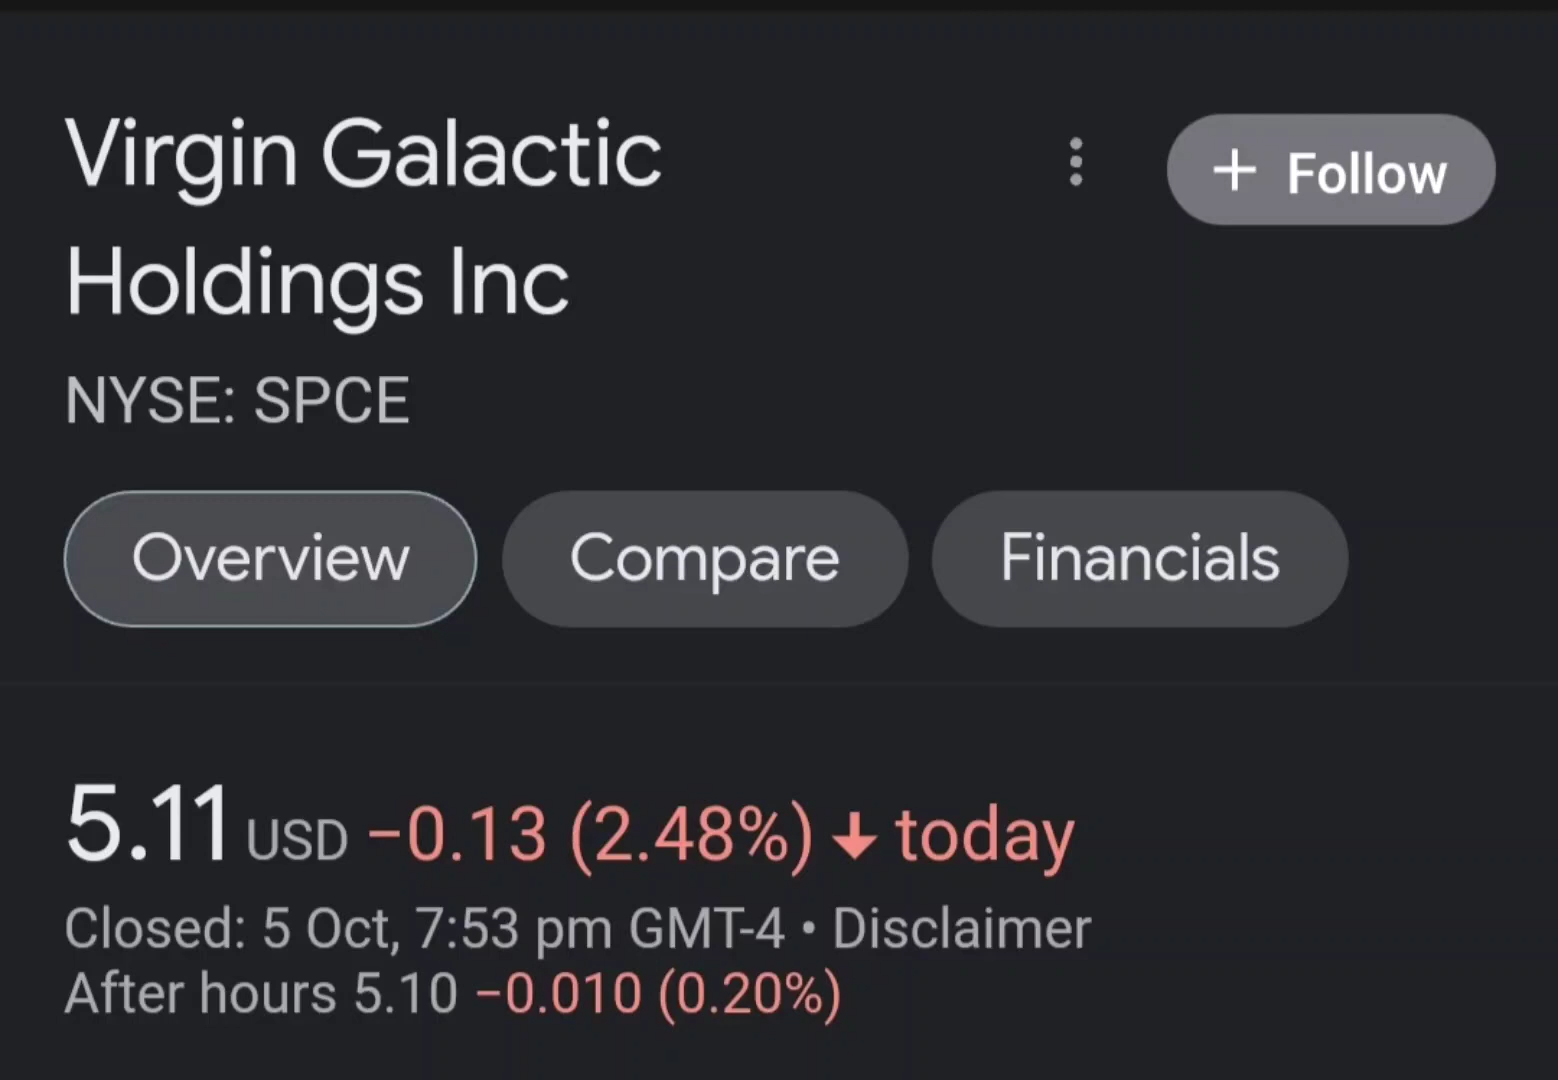 Virgin Galactic
Holdings Inc
+ Follow
NYSE: SPCE
Overview Compare Financials
5.11 USD −0.13 (2.48%) ↓ today
Closed: 5 Oct, 7:53 pm GMT-4 • Disclaimer
After hours 5.10 −0.010 (0.20%)